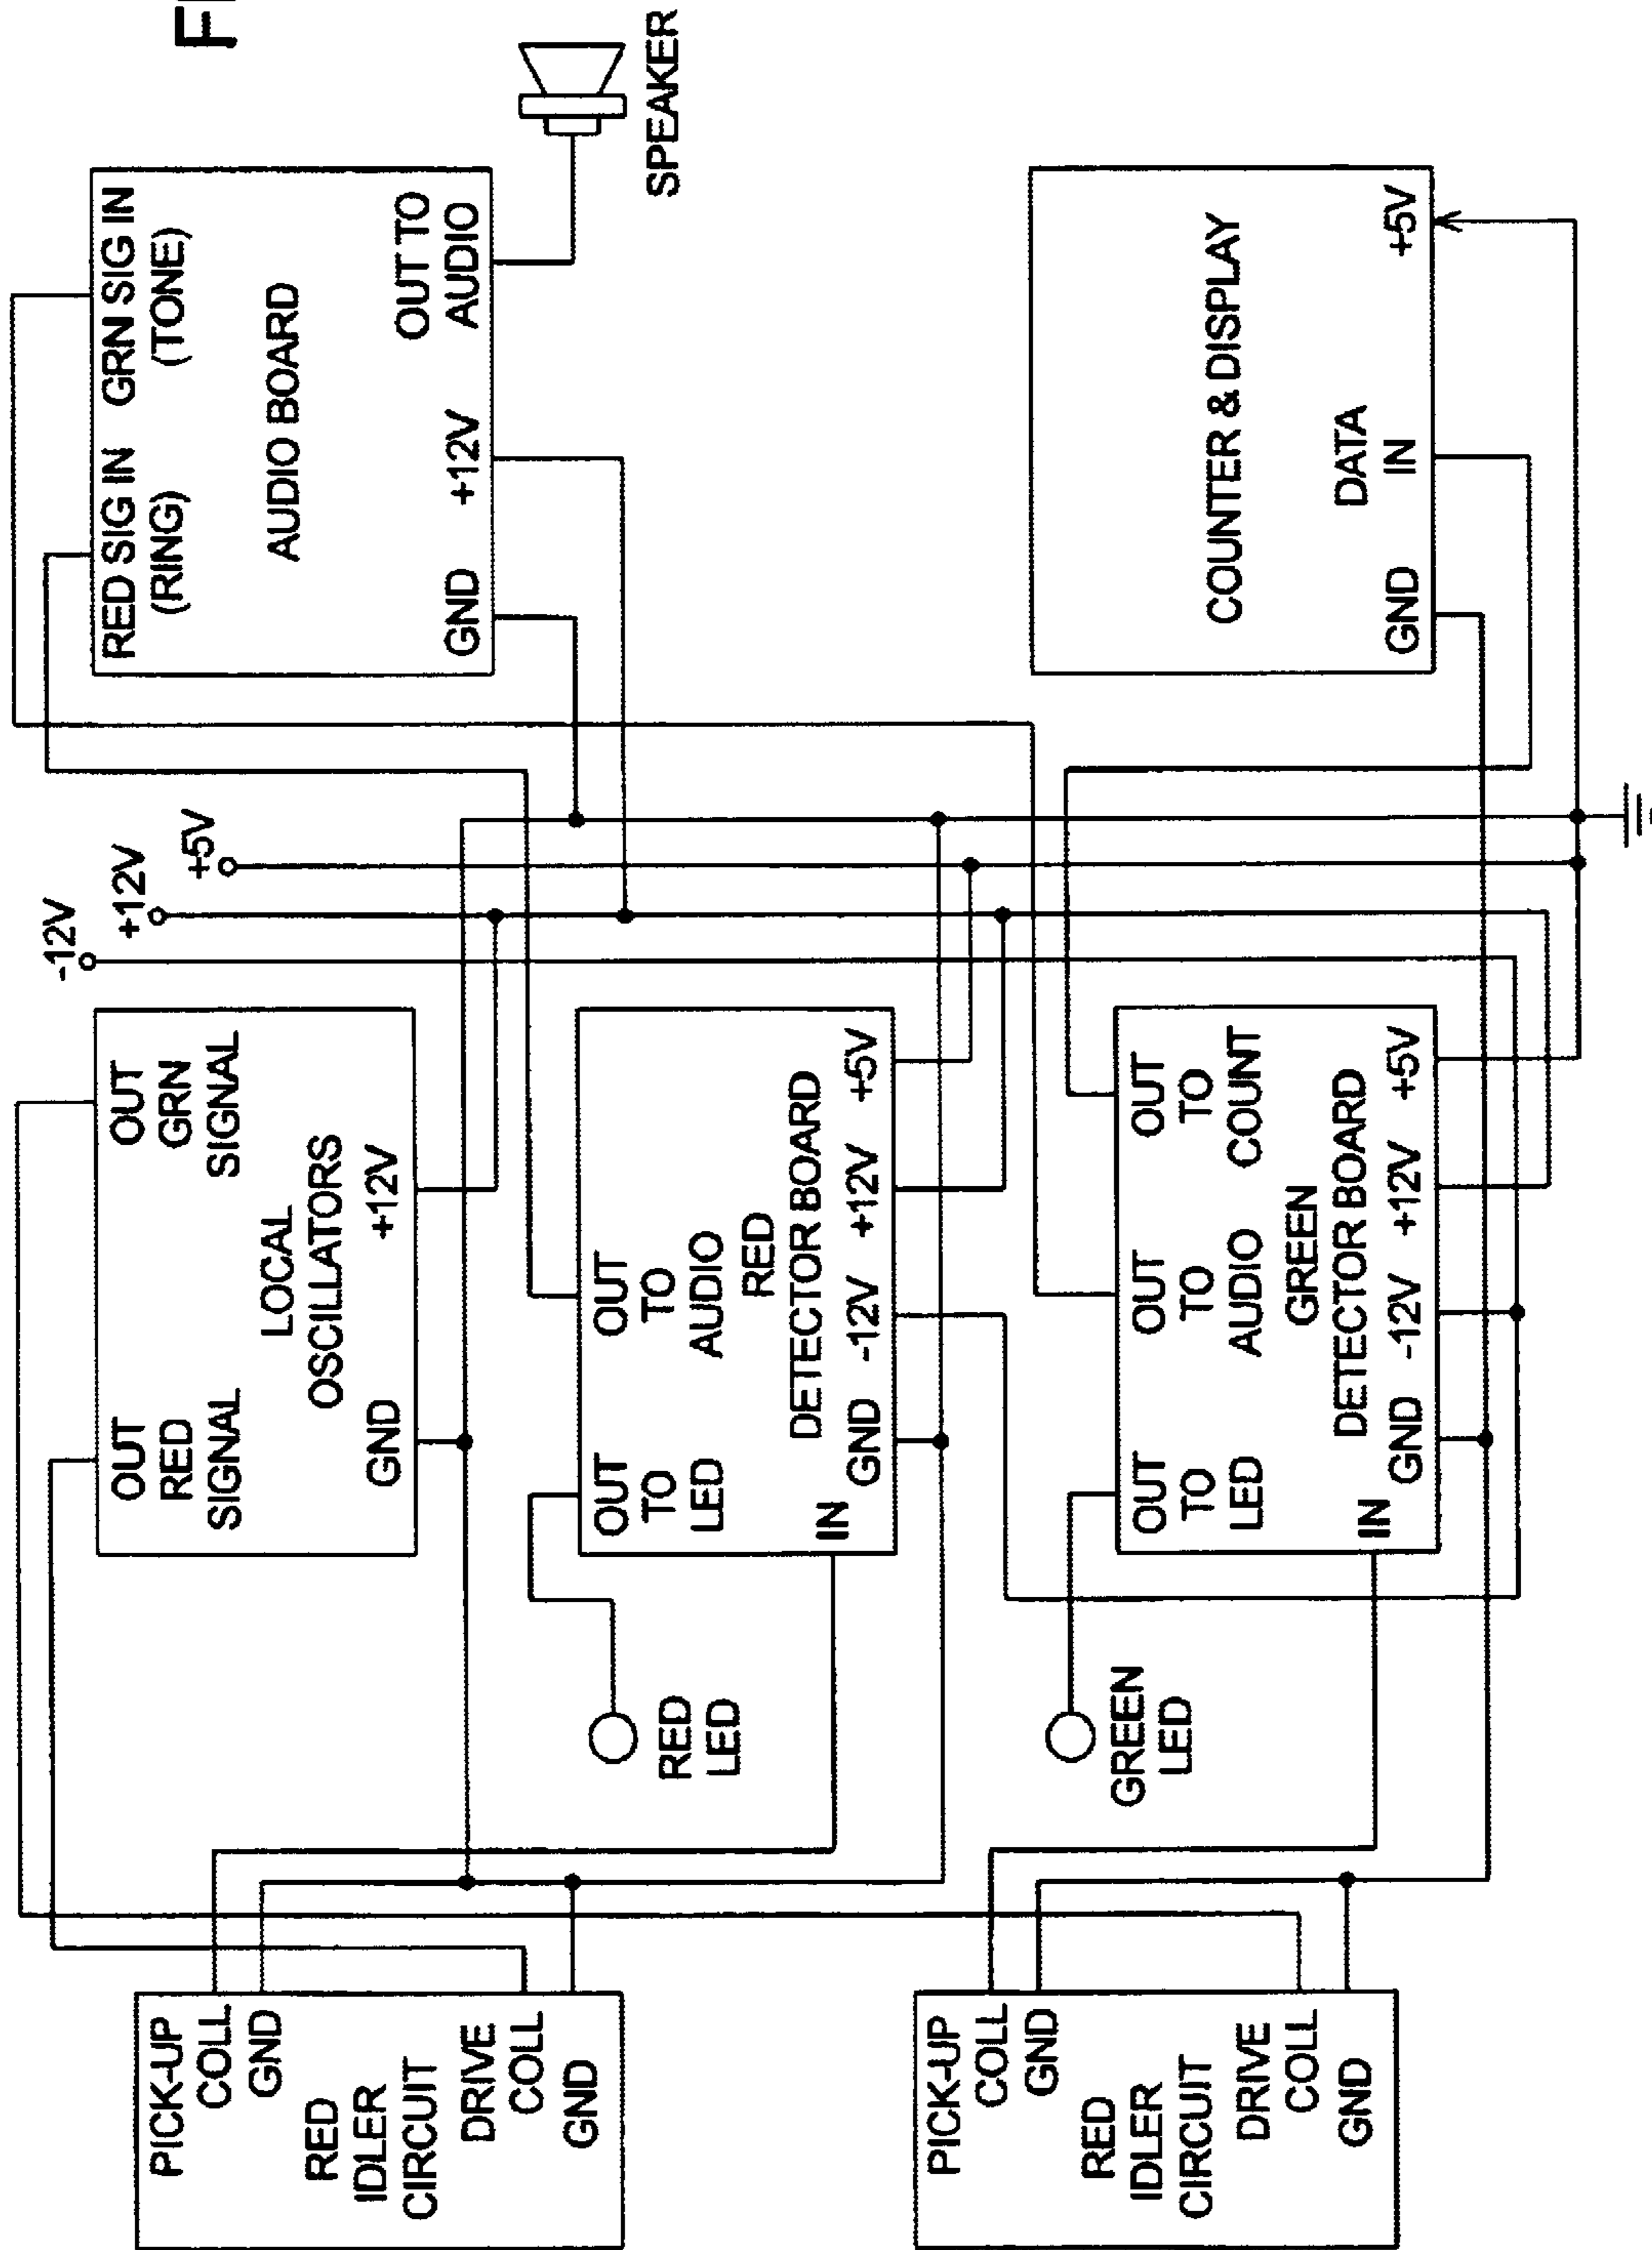 F
-12V
+12V
+5V
PICK-UP
COLL
GND
RED
IDLER
CIRCUIT
DRIVE
COLL
GND
OUT
RED
SIGNAL
OUT
GRN
SIGNAL
LOCAL
OSCILLATORS
GND
+12V
RED SIG IN
(RING)
GRN SIG IN
(TONE)
AUDIO BOARD
GND
+12V
OUT TO
AUDIO
SPEAKER
RED
LED
OUT
TO
LED
OUT
TO
AUDIO
RED
DETECTOR BOARD
IN
GND -12V +12V +5V
PICK-UP
COLL
GND
RED
IDLER
CIRCUIT
DRIVE
COLL
GND
GREEN
LED
OUT
TO
LED
OUT
TO
AUDIO
OUT
TO
COUNT
GREEN
DETECTOR BOARD
IN
GND -12V +12V +5V
COUNTER & DISPLAY
GND
DATA
IN
+5V